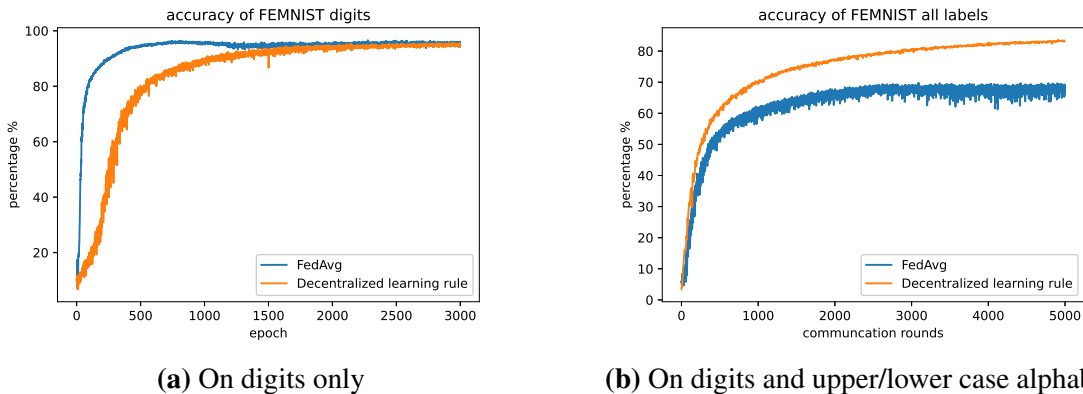 accuracy of FEMNIST digits
100
80
60
40
20
percentage %
FedAvg
Decentralized learning rule
0 500 1000 1500 2000 2500 3000
epoch
(a) On digits only
accuracy of FEMNIST all labels
80
70
60
50
40
30
20
10
0
percentage %
FedAvg
Decentralized learning rule
0 1000 2000 3000 4000 5000
communcation rounds
(b) On digits and upper/lower case alphab